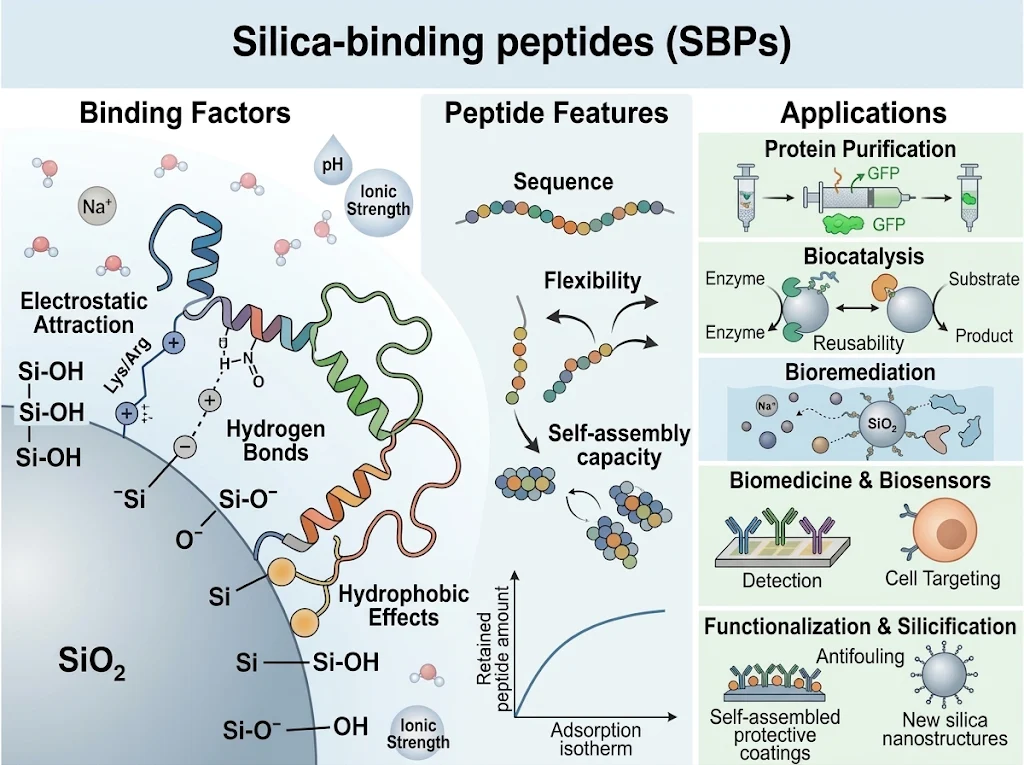 Silica-binding peptides (SBPs)
Binding Factors
pH
Ionic
Strength
Na⁺
Electrostatic
Attraction
Lys/Arg
+
+
Si-OH
Si-OH
Si-OH
H
N
O
+
−
Hydrogen
Bonds
⁻Si
Si-O⁻
O⁻
Si
Hydrophobic
Effects
SiO₂
Si
Si-OH
Si-O⁻
OH
Ionic
Strength
Peptide Features
Sequence
Flexibility
Self-assembly
capacity
Retained
peptide amount
Adsorption
isotherm
Applications
Protein Purification
GFP
GFP
Biocatalysis
Enzyme
Substrate
Enzyme
Product
Reusability
Bioremediation
Na⁺
SiO₂
Biomedicine & Biosensors
Detection
Cell Targeting
Functionalization & Silicification
Antifouling
Self-assembled
protective
coatings
New silica
nanostructures